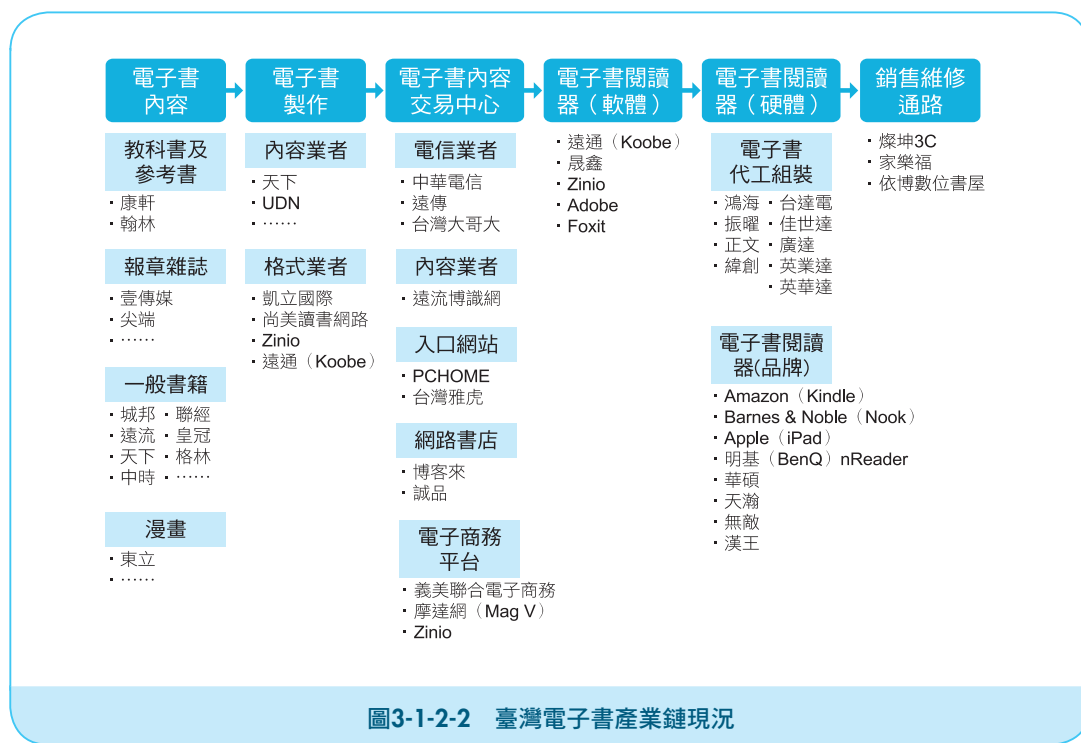 電子書
內容
電子書
製作
電子書內容
交易中心
電子書閱讀
器（軟體）
電子書閱讀
器（硬體）
銷售維修
通路
教科書及
參考書
・康軒
・翰林
報章雜誌
・壹傳媒
・尖端
・……
一般書籍
・城邦・聯經
・遠流・皇冠
・天下・格林
・中時・……
漫畫
・東立
・……
內容業者
・天下
・UDN
・……
格式業者
・凱立國際
・尚美讀書網路
・Zinio
・遠通（Koobe）
電信業者
・中華電信
・遠傳
・台灣大哥大
內容業者
・遠流博識網
入口網站
・PCHOME
・台灣雅虎
網路書店
・博客來
・誠品
電子商務
平台
・義美聯合電子商務
・摩達網（Mag V）
・Zinio
・遠通（Koobe）
・晟鑫
・Zinio
・Adobe
・Foxit
電子書
代工組裝
・鴻海・台達電
・振曜・佳世達
・正文・廣達
・緯創・英業達
・英華達
電子書閱讀
器(品牌)
・Amazon（Kindle）
・Barnes & Noble（Nook）
・Apple（iPad）
・明基（BenQ）nReader
・華碩
・天瀚
・無敵
・漢王
・燦坤3C
・家樂福
・依博數位書屋
圖3-1-2-2　臺灣電子書產業鏈現況